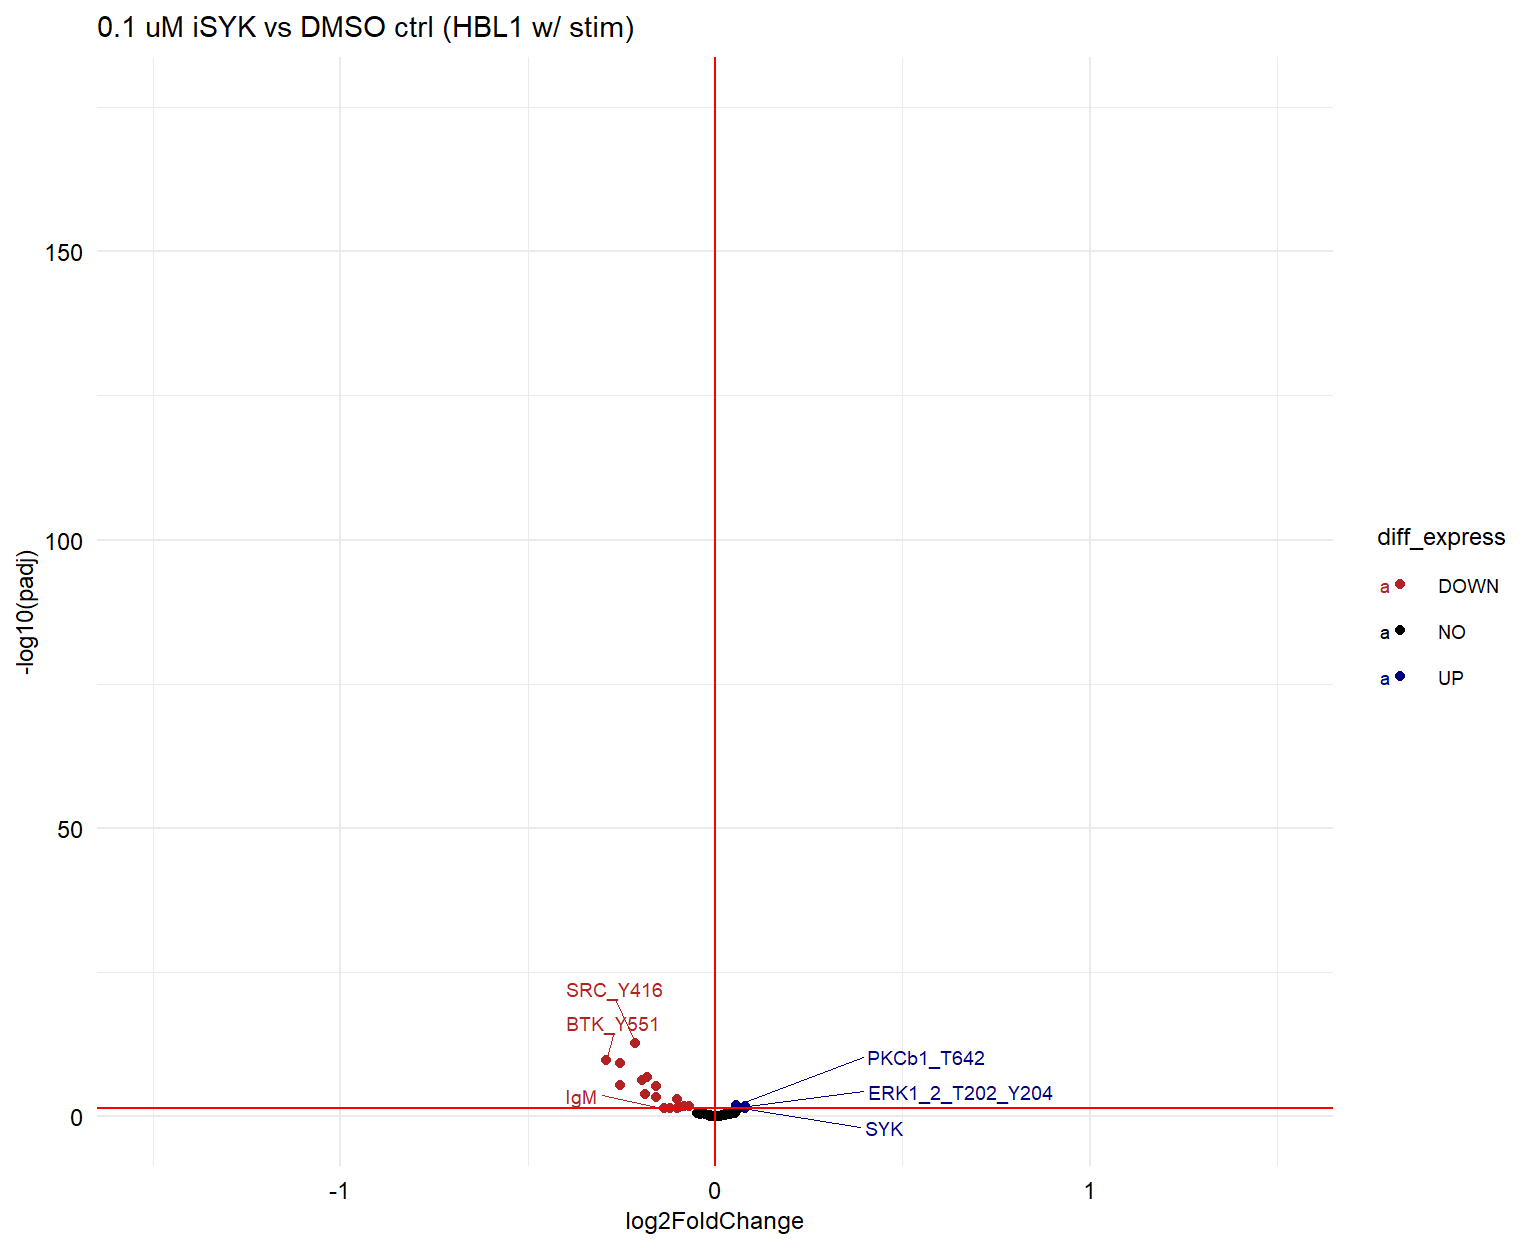 0.1 uM iSYK vs DMSO ctrl (HBL1 w/ stim)
150
100
50
0
-log10(padj)
SRC_Y416
BTK_Y551
IgM
PKCb1_T642
ERK1_2_T202_Y204
SYK
-1
0
1
log2FoldChange
diff_express
a DOWN
a NO
a UP